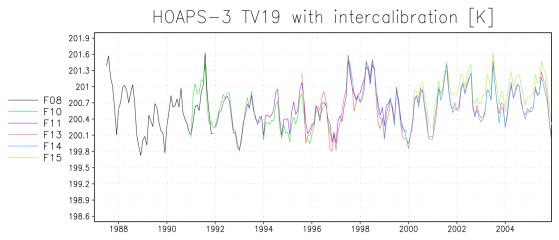 HOAPS-3 TV19 with intercalibration [K]
201.9
201.6
201.3
201
200.7
200.4
200.1
199.8
199.5
199.2
198.9
198.6
F08
F10
F11
F13
F14
F15
1988 1990 1992 1994 1996 1998 2000 2002 2004